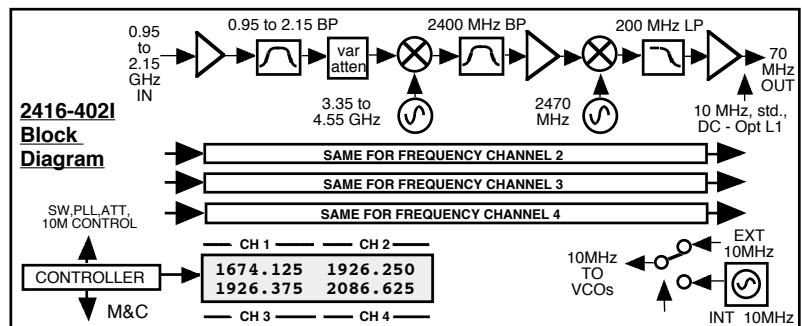 0.95
to
2.15
GHz
IN
0.95 to 2.15 BP
var
atten
2400 MHz BP
200 MHz LP
70
MHz
OUT
3.35 to
4.55 GHz
2470
MHz
10 MHz, std.,
DC - Opt L1
2416-402I
Block
Diagram
SAME FOR FREQUENCY CHANNEL 2
SAME FOR FREQUENCY CHANNEL 3
SAME FOR FREQUENCY CHANNEL 4
SW,PLL,ATT,
10M CONTROL
CONTROLLER
M&C
CH 1 CH 2
1674.125 1926.250
1926.375 2086.625
CH 3 CH 4
10MHz
TO
VCOs
EXT
10MHz
INT 10MHz